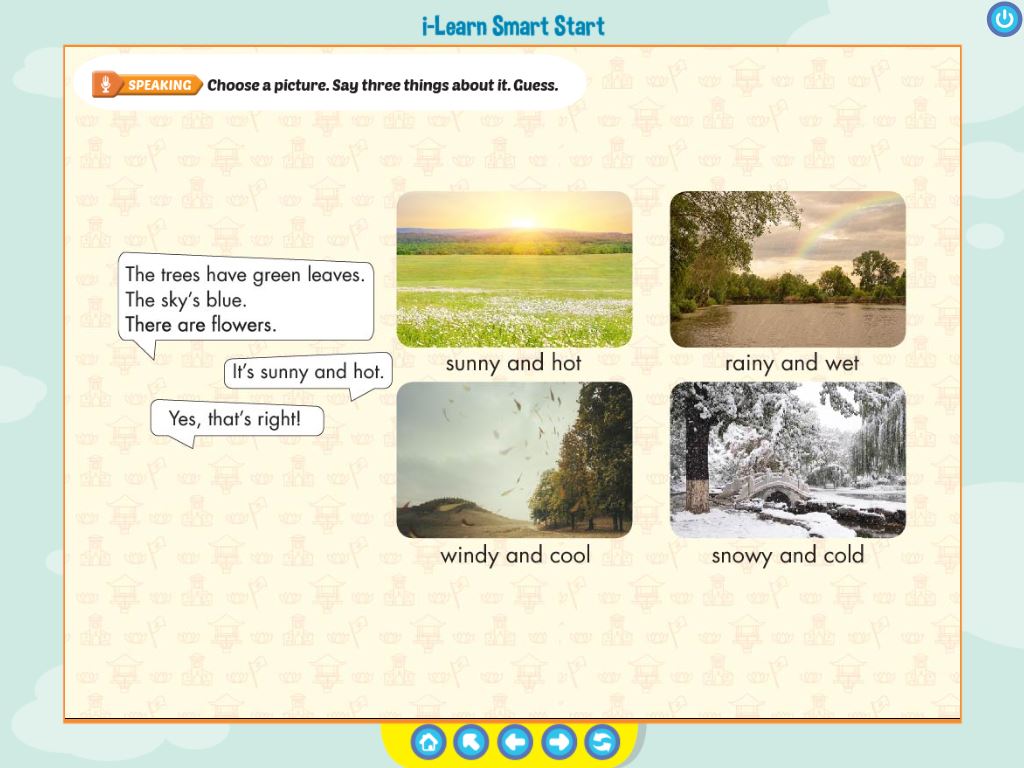 i-Learn Smart Start
SPEAKING Choose a picture. Say three things about it. Guess.
The trees have green leaves.
The sky's blue.
There are flowers.
It's sunny and hot.
Yes, that's right!
sunny and hot
rainy and wet
windy and cool
snowy and cold